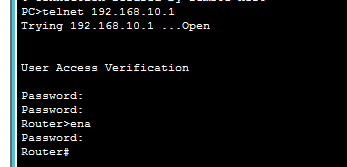 PC>telnet 192.168.10.1
Trying 192.168.10.1 ...Open
User Access Verification
Password:
Password:
Router>ena
Password:
Router#